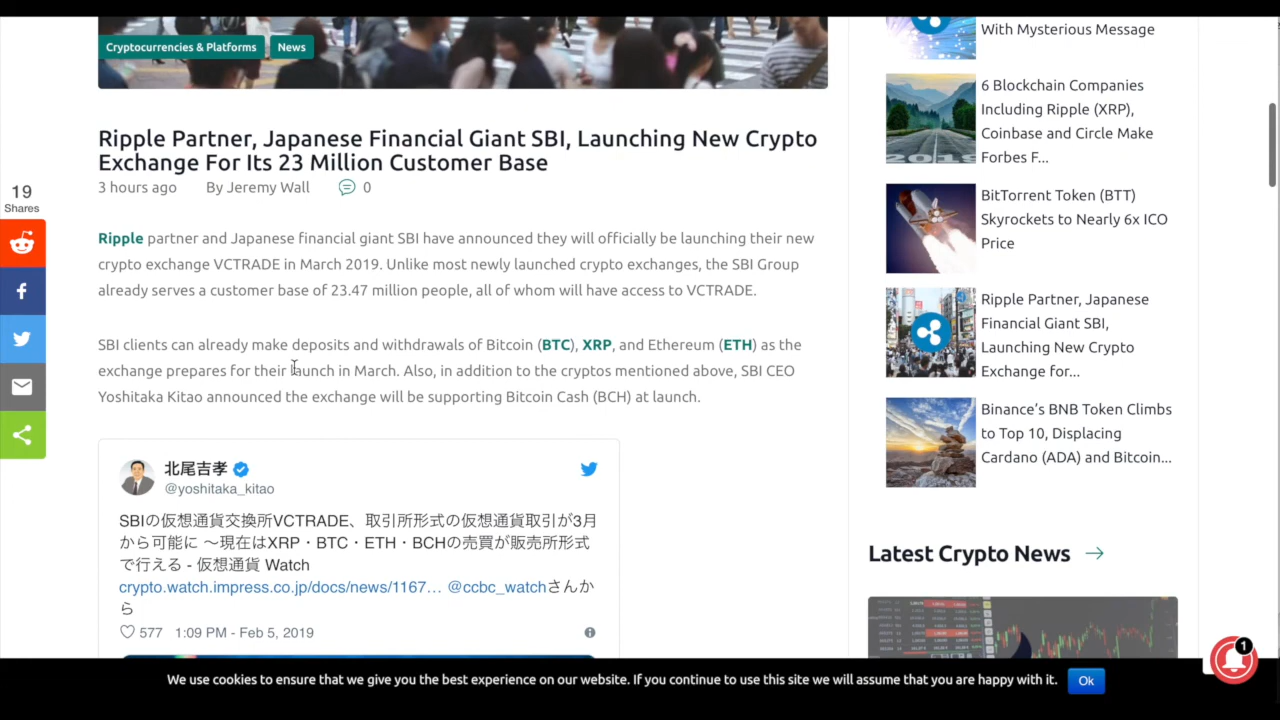 Cryptocurrencies & Platforms
News
Ripple Partner, Japanese Financial Giant SBI, Launching New Crypto
Exchange For Its 23 Million Customer Base
3 hours ago By Jeremy Wall 0
19
Shares
Ripple partner and Japanese financial giant SBI have announced they will officially be launching their new
crypto exchange VCTRADE in March 2019. Unlike most newly launched crypto exchanges, the SBI Group
already serves a customer base of 23.47 million people, all of whom will have access to VCTRADE.
SBI clients can already make deposits and withdrawals of Bitcoin (BTC), XRP, and Ethereum (ETH) as the
exchange prepares for their launch in March. Also, in addition to the cryptos mentioned above, SBI CEO
Yoshitaka Kitao announced the exchange will be supporting Bitcoin Cash (BCH) at launch.
北尾吉孝
@yoshitaka_kitao
SBIの仮想通貨交換所VCTRADE、取引所形式の仮想通貨取引が3月
から可能に ～現在はXRP・BTC・ETH・BCHの売買が販売所形式
で行える - 仮想通貨 Watch
crypto.watch.impress.co.jp/docs/news/1167… @ccbc_watchさんか
ら
577 1:09 PM - Feb 5, 2019
With Mysterious Message
6 Blockchain Companies
Including Ripple (XRP),
Coinbase and Circle Make
Forbes F...
2019
BitTorrent Token (BTT)
Skyrockets to Nearly 6x ICO
Price
Ripple Partner, Japanese
Financial Giant SBI,
Launching New Crypto
Exchange for...
Binance’s BNB Token Climbs
to Top 10, Displacing
Cardano (ADA) and Bitcoin...
Latest Crypto News
1
We use cookies to ensure that we give you the best experience on our website. If you continue to use this site we will assume that you are happy with it.
Ok